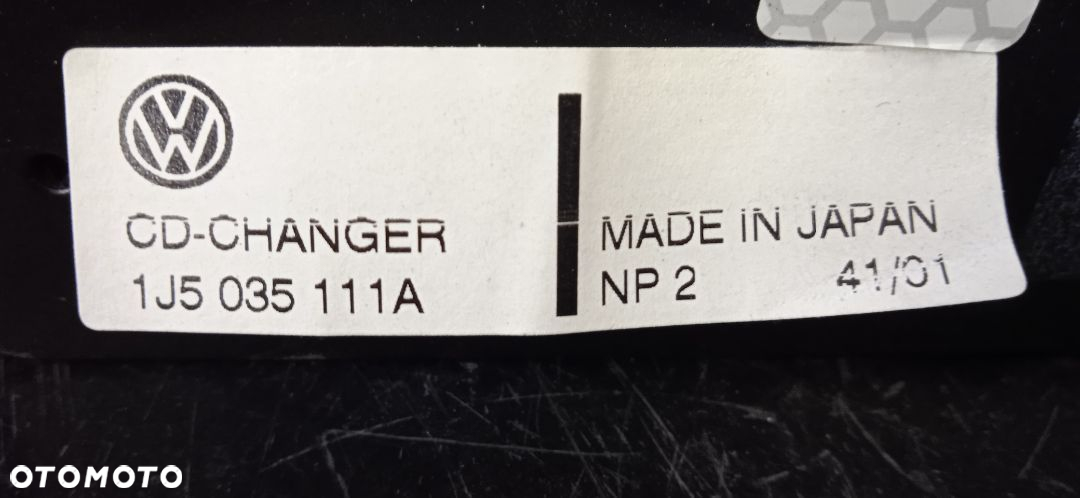 CD-CHANGER
1J5 035 111A
MADE IN JAPAN
NP 2 41/01
OTOMOTO